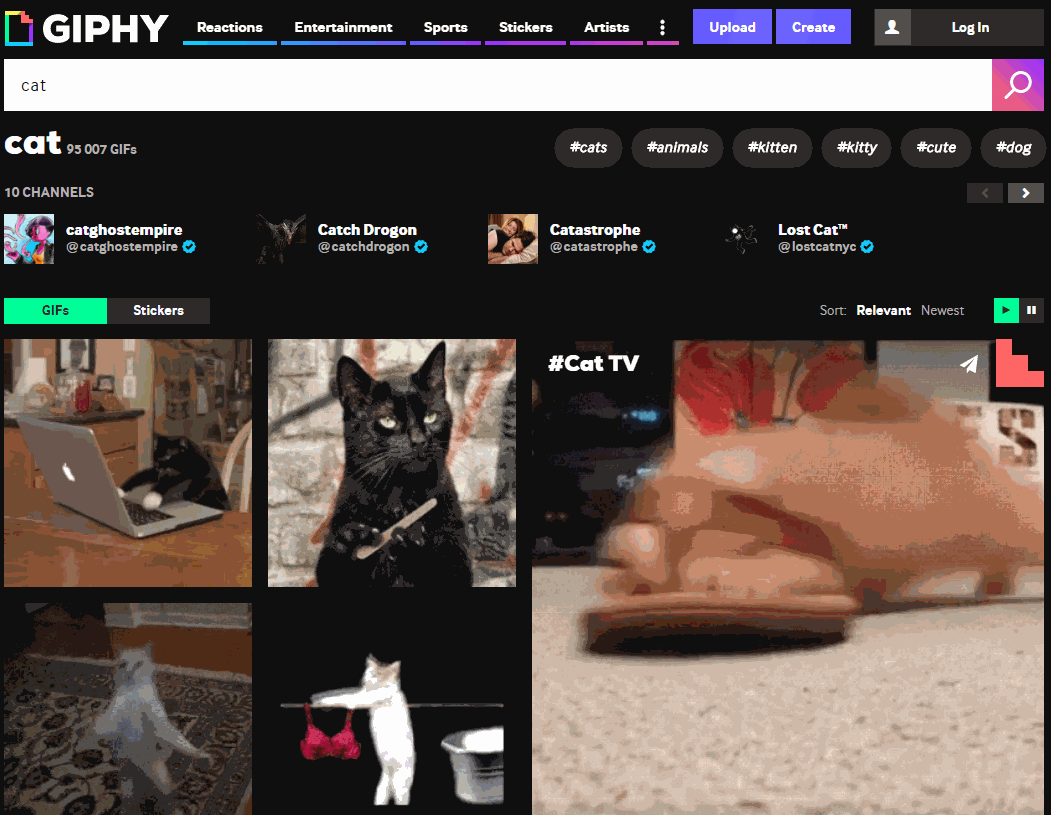 GIPHY Reactions Entertainment Sports Stickers Artists Upload Create Log In
cat
cat 95 007 GIFs #cats #animals #kitten #kitty #cute #dog
10 CHANNELS
catghostempire Catch Drogon Catastrophe Lost Cat™
@catghostempire @catchdrogon @catastrophe @lostcatnyc
GIFs Stickers Sort: Relevant Newest
#Cat TV